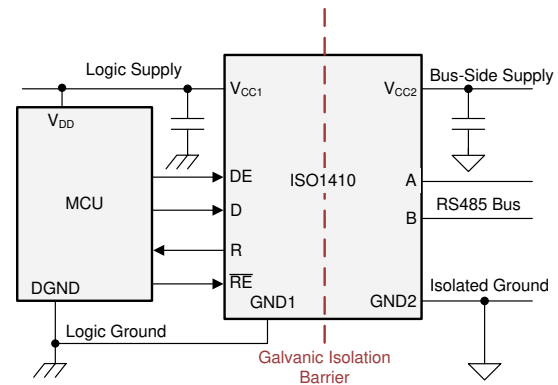 Logic Supply
Bus-Side Supply
VCC1
VCC2
VDD
MCU
DE
D
R
RE
ISO1410
A
B
RS485 Bus
DGND
GND1
GND2
Isolated Ground
Logic Ground
Galvanic Isolation
Barrier